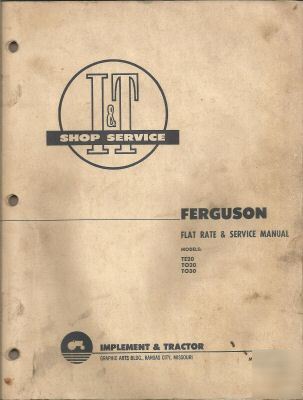 I&T
SHOP SERVICE
FERGUSON
FLAT RATE & SERVICE MANUAL
MODELS:
TE20
TO20
TO30
IMPLEMENT & TRACTOR
GRAPHIC ARTS BLDG., KANSAS CITY, MISSOURI